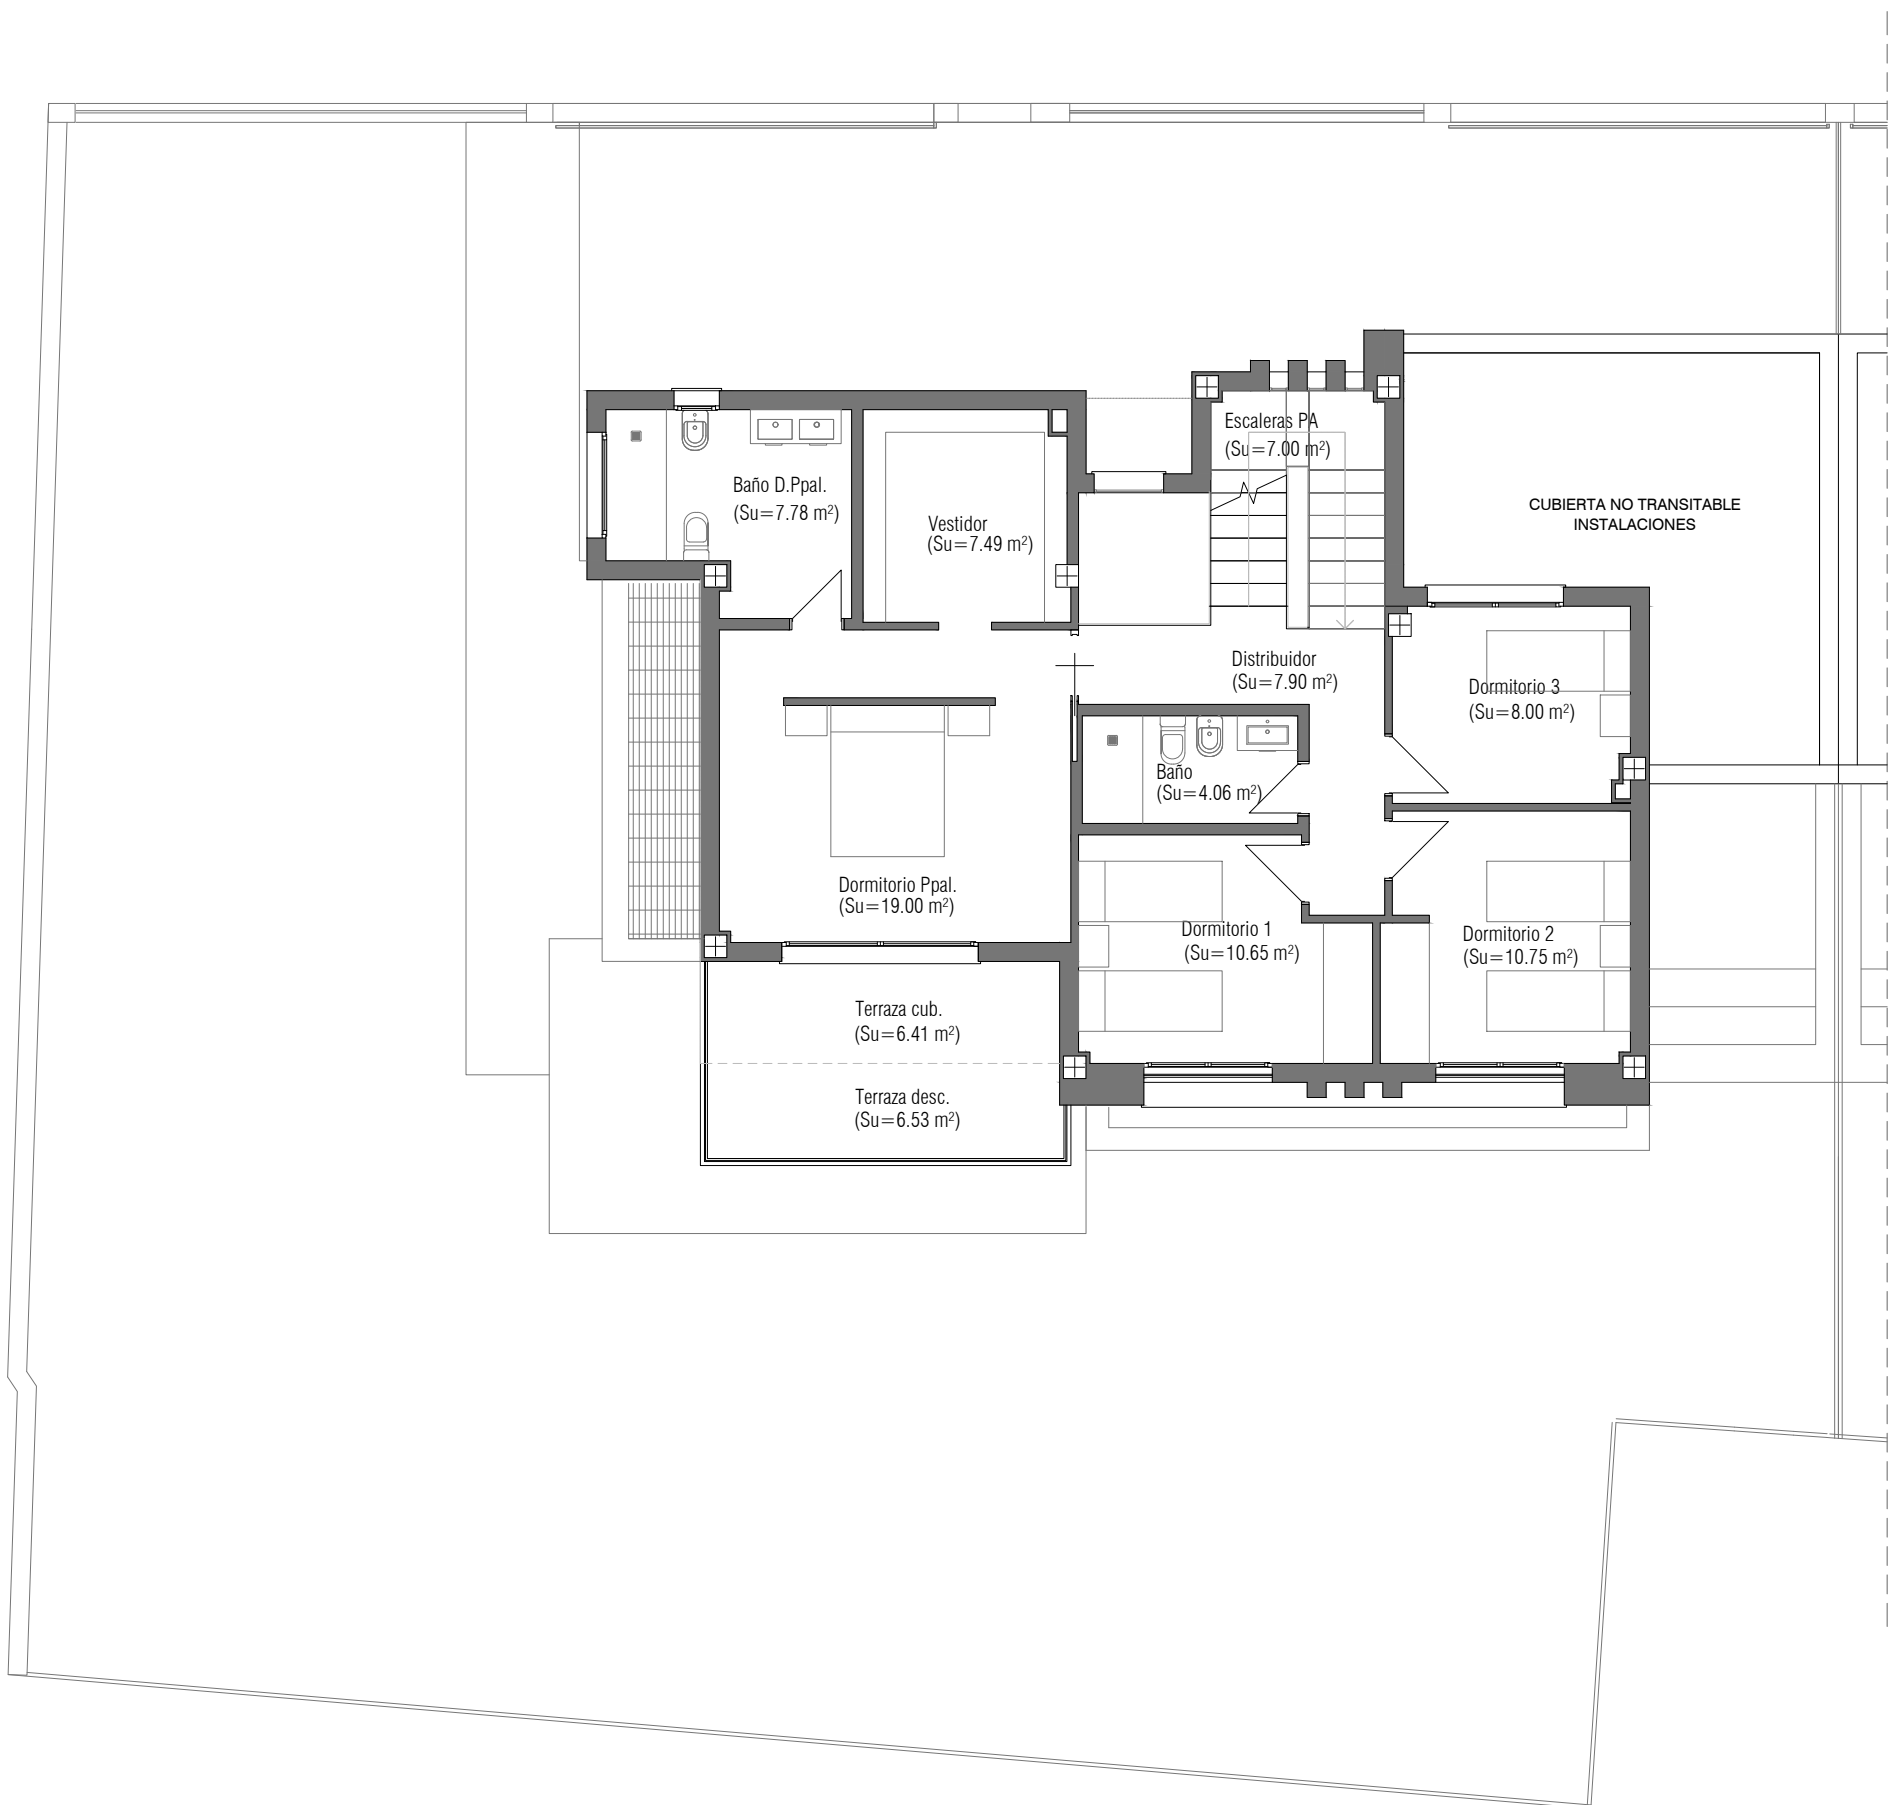 Escaleras PA
(Su=7.00 m²)
Baño D.Ppal.
(Su=7.78 m²)
Vestidor
(Su=7.49 m²)
CUBIERTA NO TRANSITABLE
INSTALACIONES
Distribuidor
(Su=7.90 m²)
Dormitorio 3
(Su=8.00 m²)
Baño
(Su=4.06 m²)
Dormitorio Ppal.
(Su=19.00 m²)
Dormitorio 1
(Su=10.65 m²)
Dormitorio 2
(Su=10.75 m²)
Terraza cub.
(Su=6.41 m²)
Terraza desc.
(Su=6.53 m²)